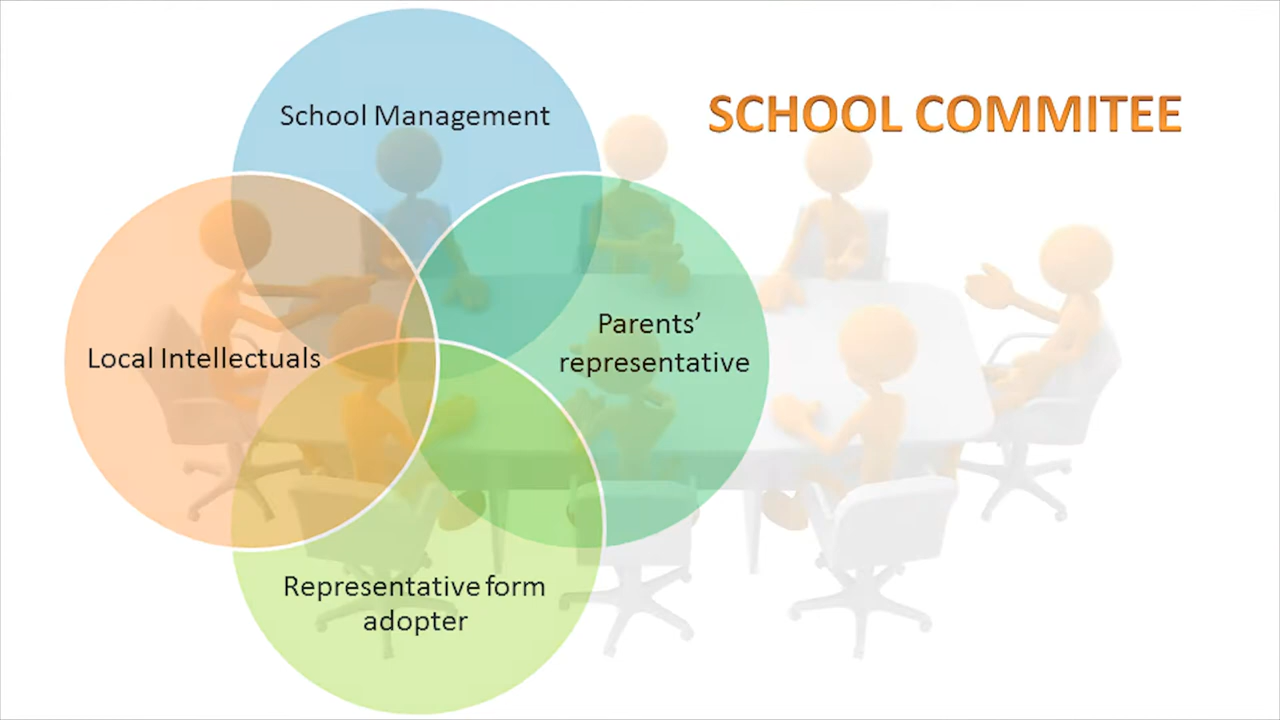 SCHOOL COMMITEE
School Management
Local Intellectuals
Parents’
representative
Representative form
adopter